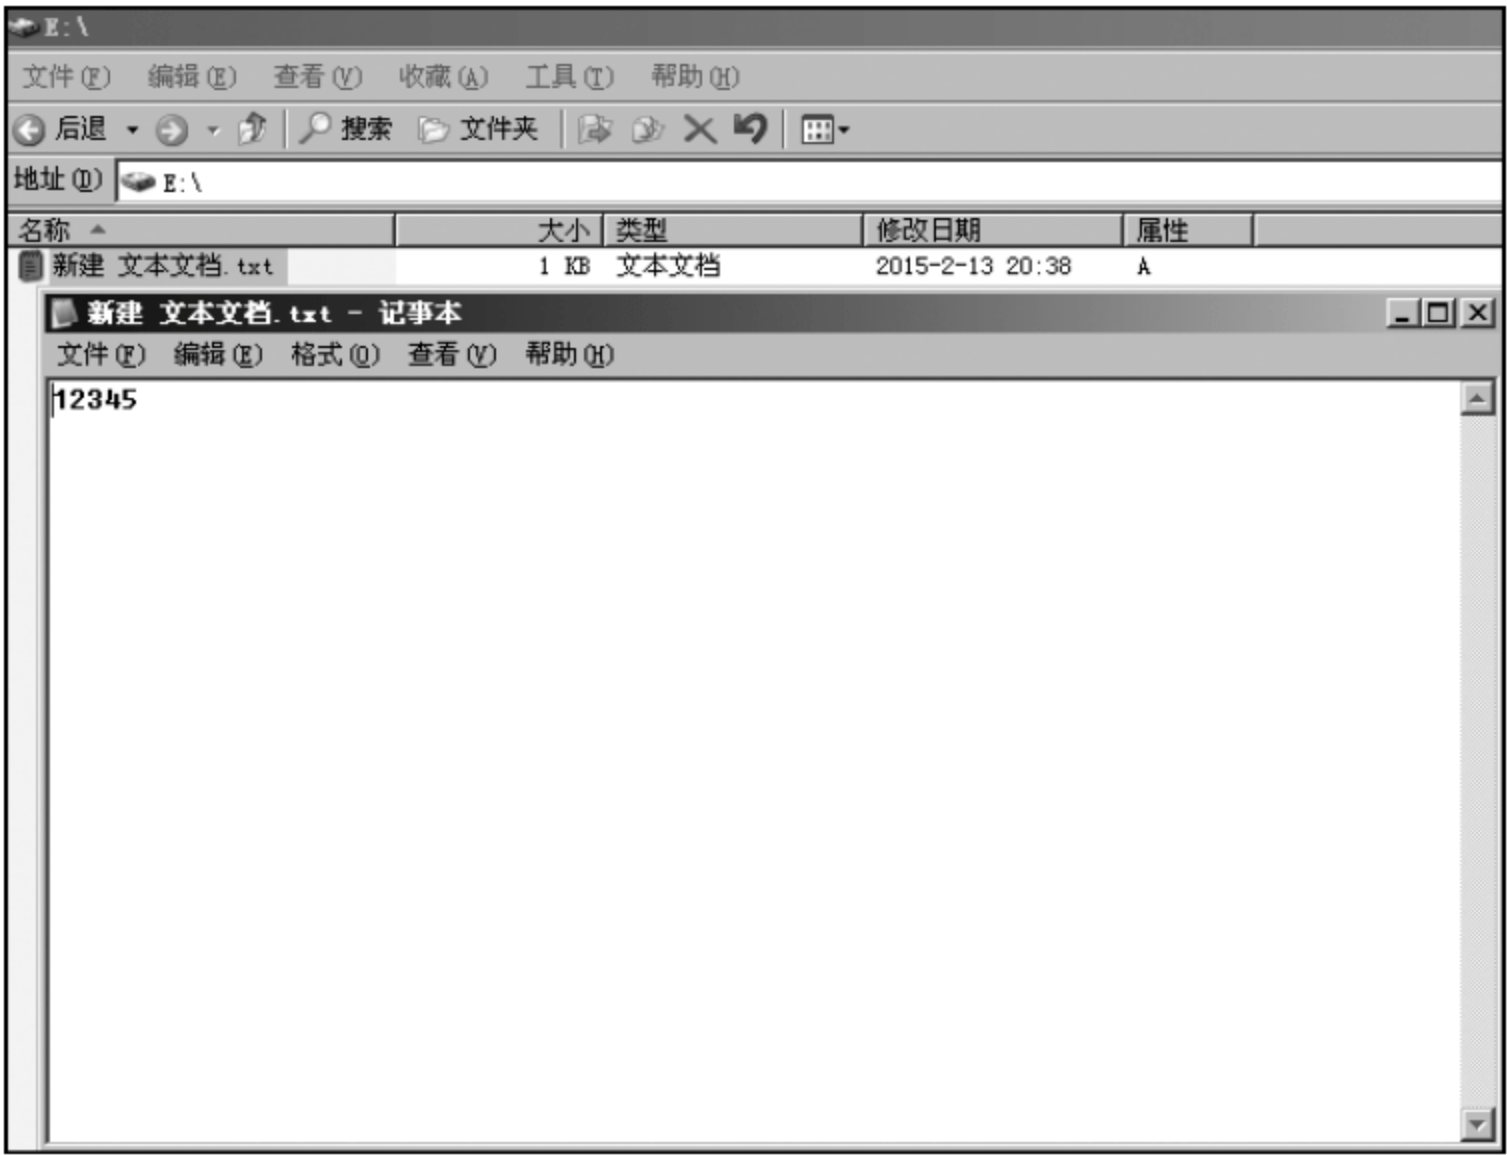 E:\
文件(F) 编辑(E) 查看(V) 收藏(A) 工具(T) 帮助(H)
后退 搜索 文件夹
地址(D) E:\
名称 大小 类型 修改日期 属性
新建 文本文档.txt 1 KB 文本文档 2015-2-13 20:38 A
新建 文本文档.txt - 记事本
文件(F) 编辑(E) 格式(O) 查看(V) 帮助(H)
12345